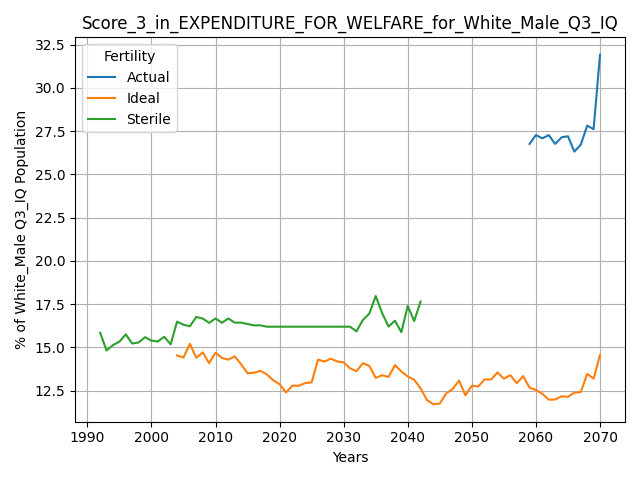 Score_3_in_EXPENDITURE_FOR_WELFARE_for_White_Male_Q3_IQ
Fertility
Actual
Ideal
Sterile
% of White_Male Q3_IQ Population
32.5
30.0
27.5
25.0
22.5
20.0
17.5
15.0
12.5
1990 2000 2010 2020 2030 2040 2050 2060 2070
Years